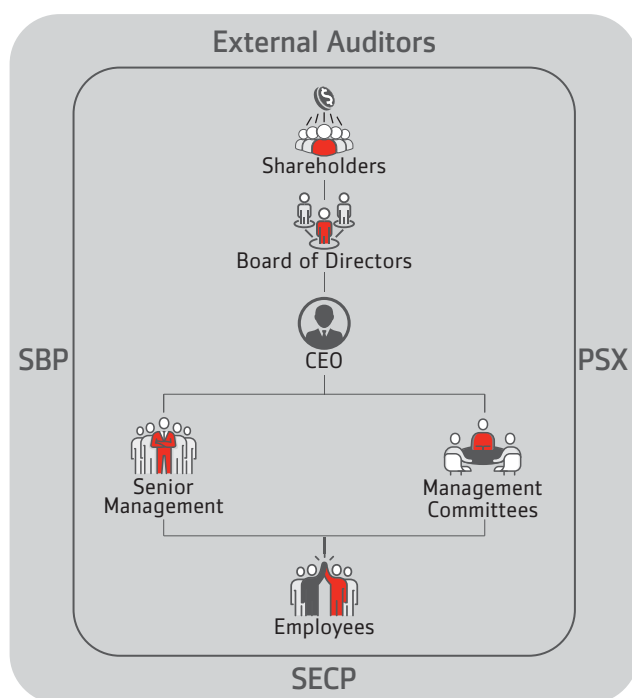 External Auditors
Shareholders
Board of Directors
CEO
SBP
PSX
Senior
Management
Management
Committees
Employees
SECP